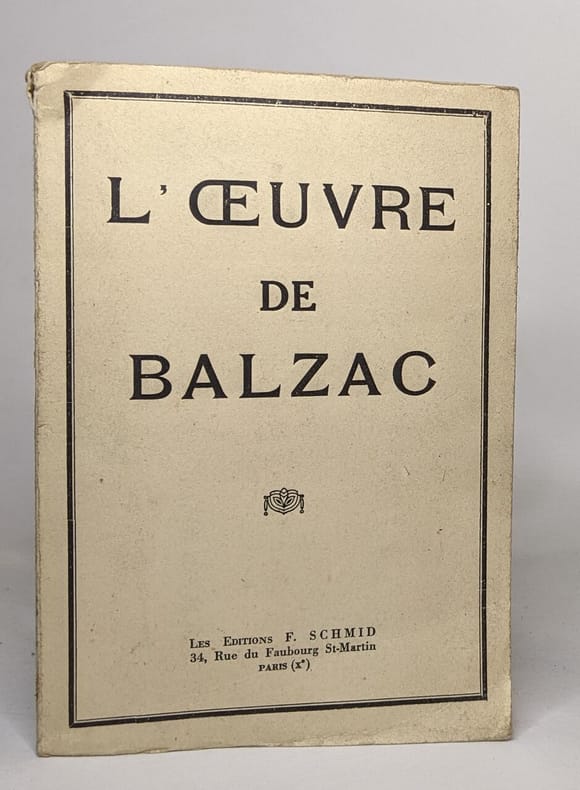 L'ŒUVRE
DE
BALZAC
LES EDITIONS F. SCHMID
34, Rue du Faubourg St-Martin
PARIS (Xe)